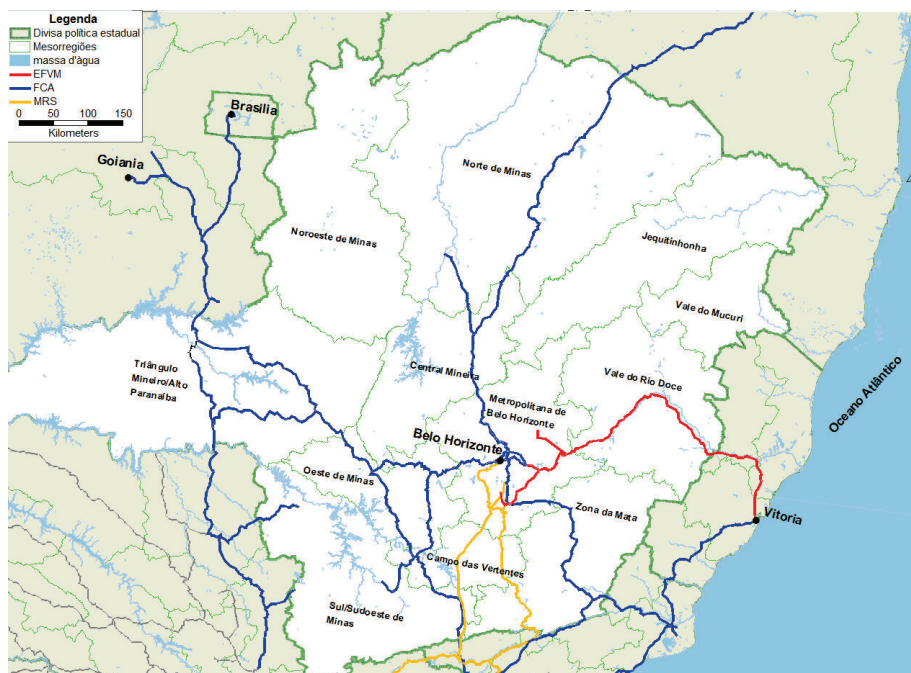 Legenda
Divisa política estadual
Mesorregiões
massa d'água
EFVM
FCA
MRS
0 50 100 150
Kilometers
Brasilia
Goiania
Norte de Minas
Noroeste de Minas
Jequitinhonha
Vale do Mucuri
Triângulo
Mineiro/Alto
Paranaíba
Central Mineira
Vale do Rio Doce
Metropolitana de
Belo Horizonte
Oceano Atlântico
Belo Horizonte
Oeste de Minas
Zona da Mata
Vitoria
Campo das Vertentes
Sul/Sudoeste de
Minas